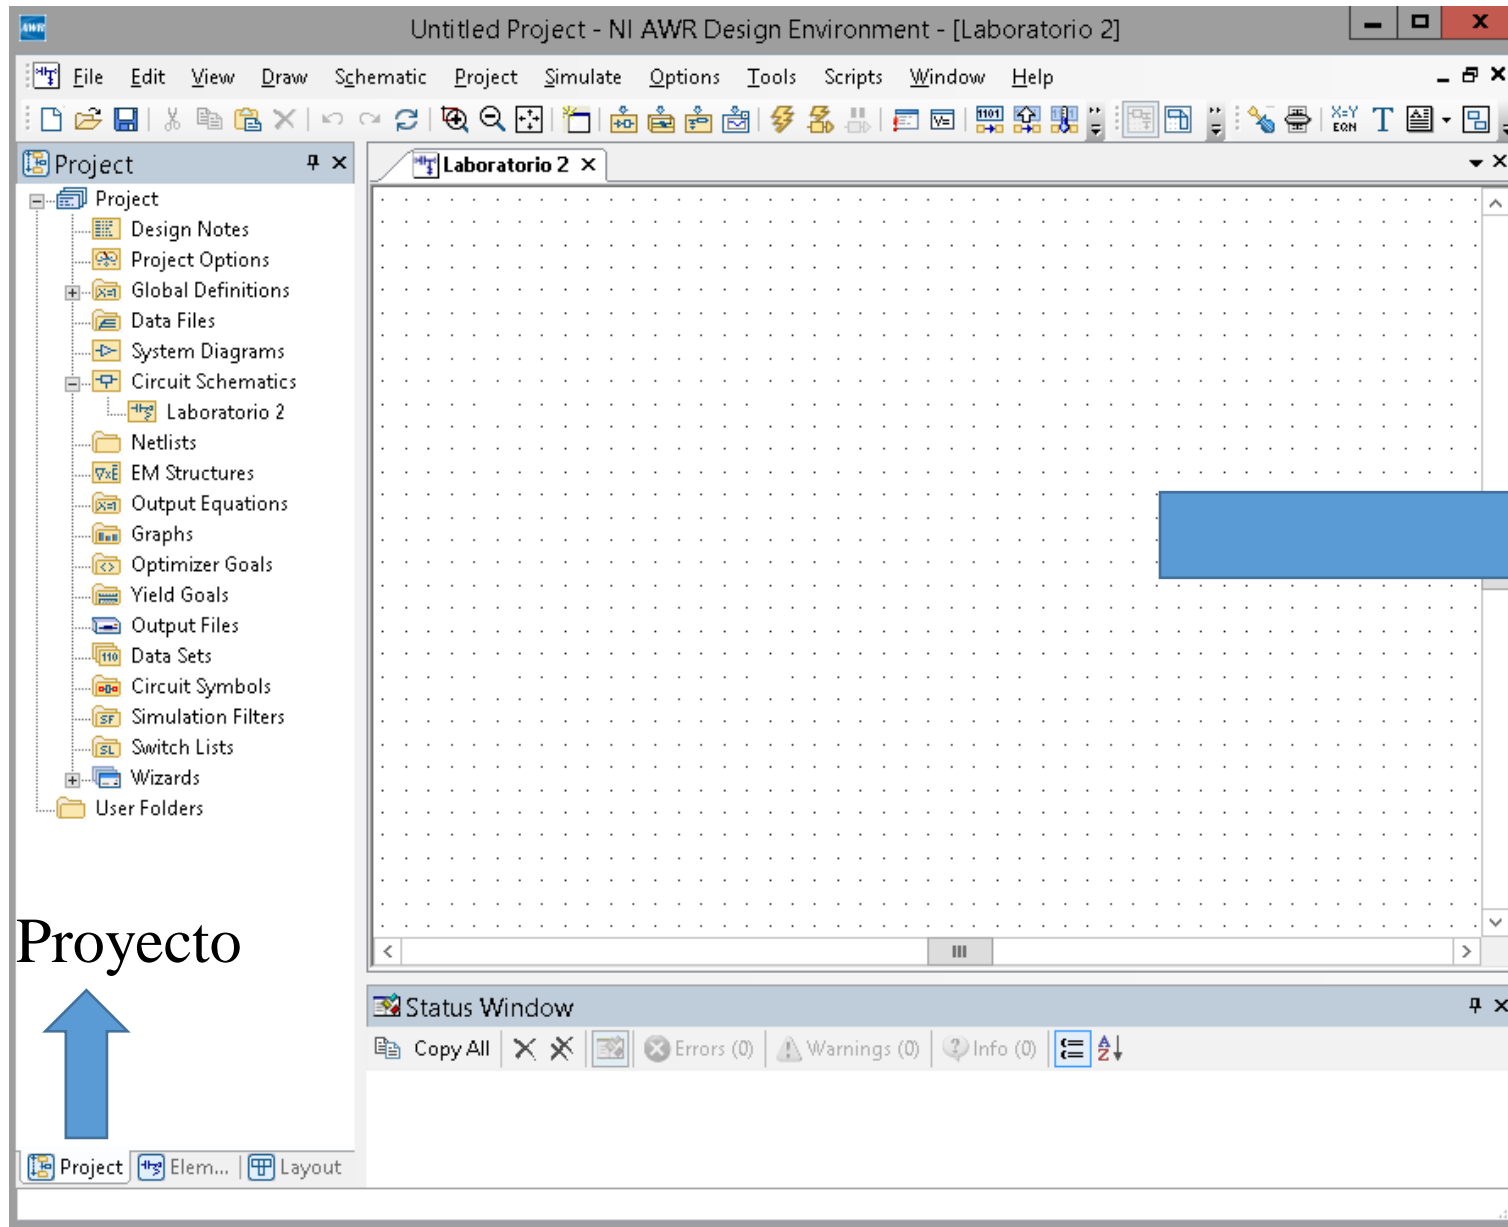 AWR
Untitled Project - NI AWR Design Environment - [Laboratorio 2]
File Edit View Draw Schematic Project Simulate Options Tools Scripts Window Help
X=Y
EQN
Project
Laboratorio 2
Project
Design Notes
Project Options
Global Definitions
Data Files
System Diagrams
Circuit Schematics
Laboratorio 2
Netlists
EM Structures
Output Equations
Graphs
Optimizer Goals
Yield Goals
Output Files
Data Sets
Circuit Symbols
Simulation Filters
Switch Lists
Wizards
User Folders
Proyecto
Status Window
Copy All Errors (0) Warnings (0) Info (0)
Project Elem... Layout